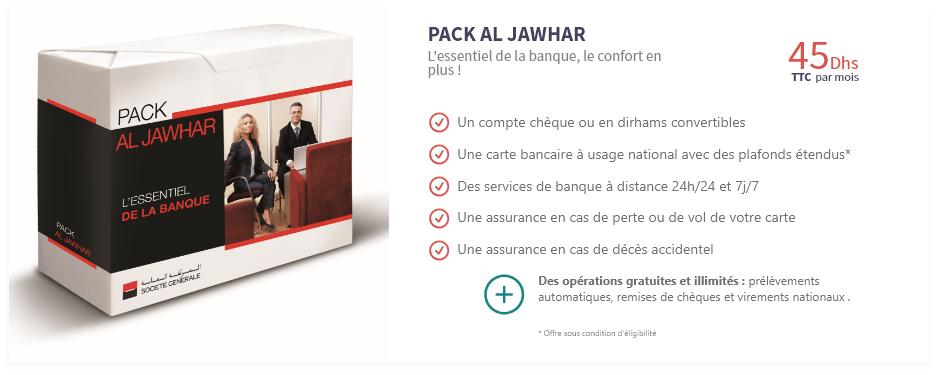 PACK
AL JAWHAR
L'ESSENTIEL
DE LA BANQUE
PACK
AL JAWHAR
الشركة العامة
SOCIETE GENERALE
PACK AL JAWHAR
L'essentiel de la banque, le confort en
plus !
45Dhs
TTC par mois
Un compte chèque ou en dirhams convertibles
Une carte bancaire à usage national avec des plafonds étendus*
Des services de banque à distance 24h/24 et 7j/7
Une assurance en cas de perte ou de vol de votre carte
Une assurance en cas de décès accidentel
Des opérations gratuites et illimités : prélèvements
automatiques, remises de chèques et virements nationaux .
* Offre sous condition d'éligibilité